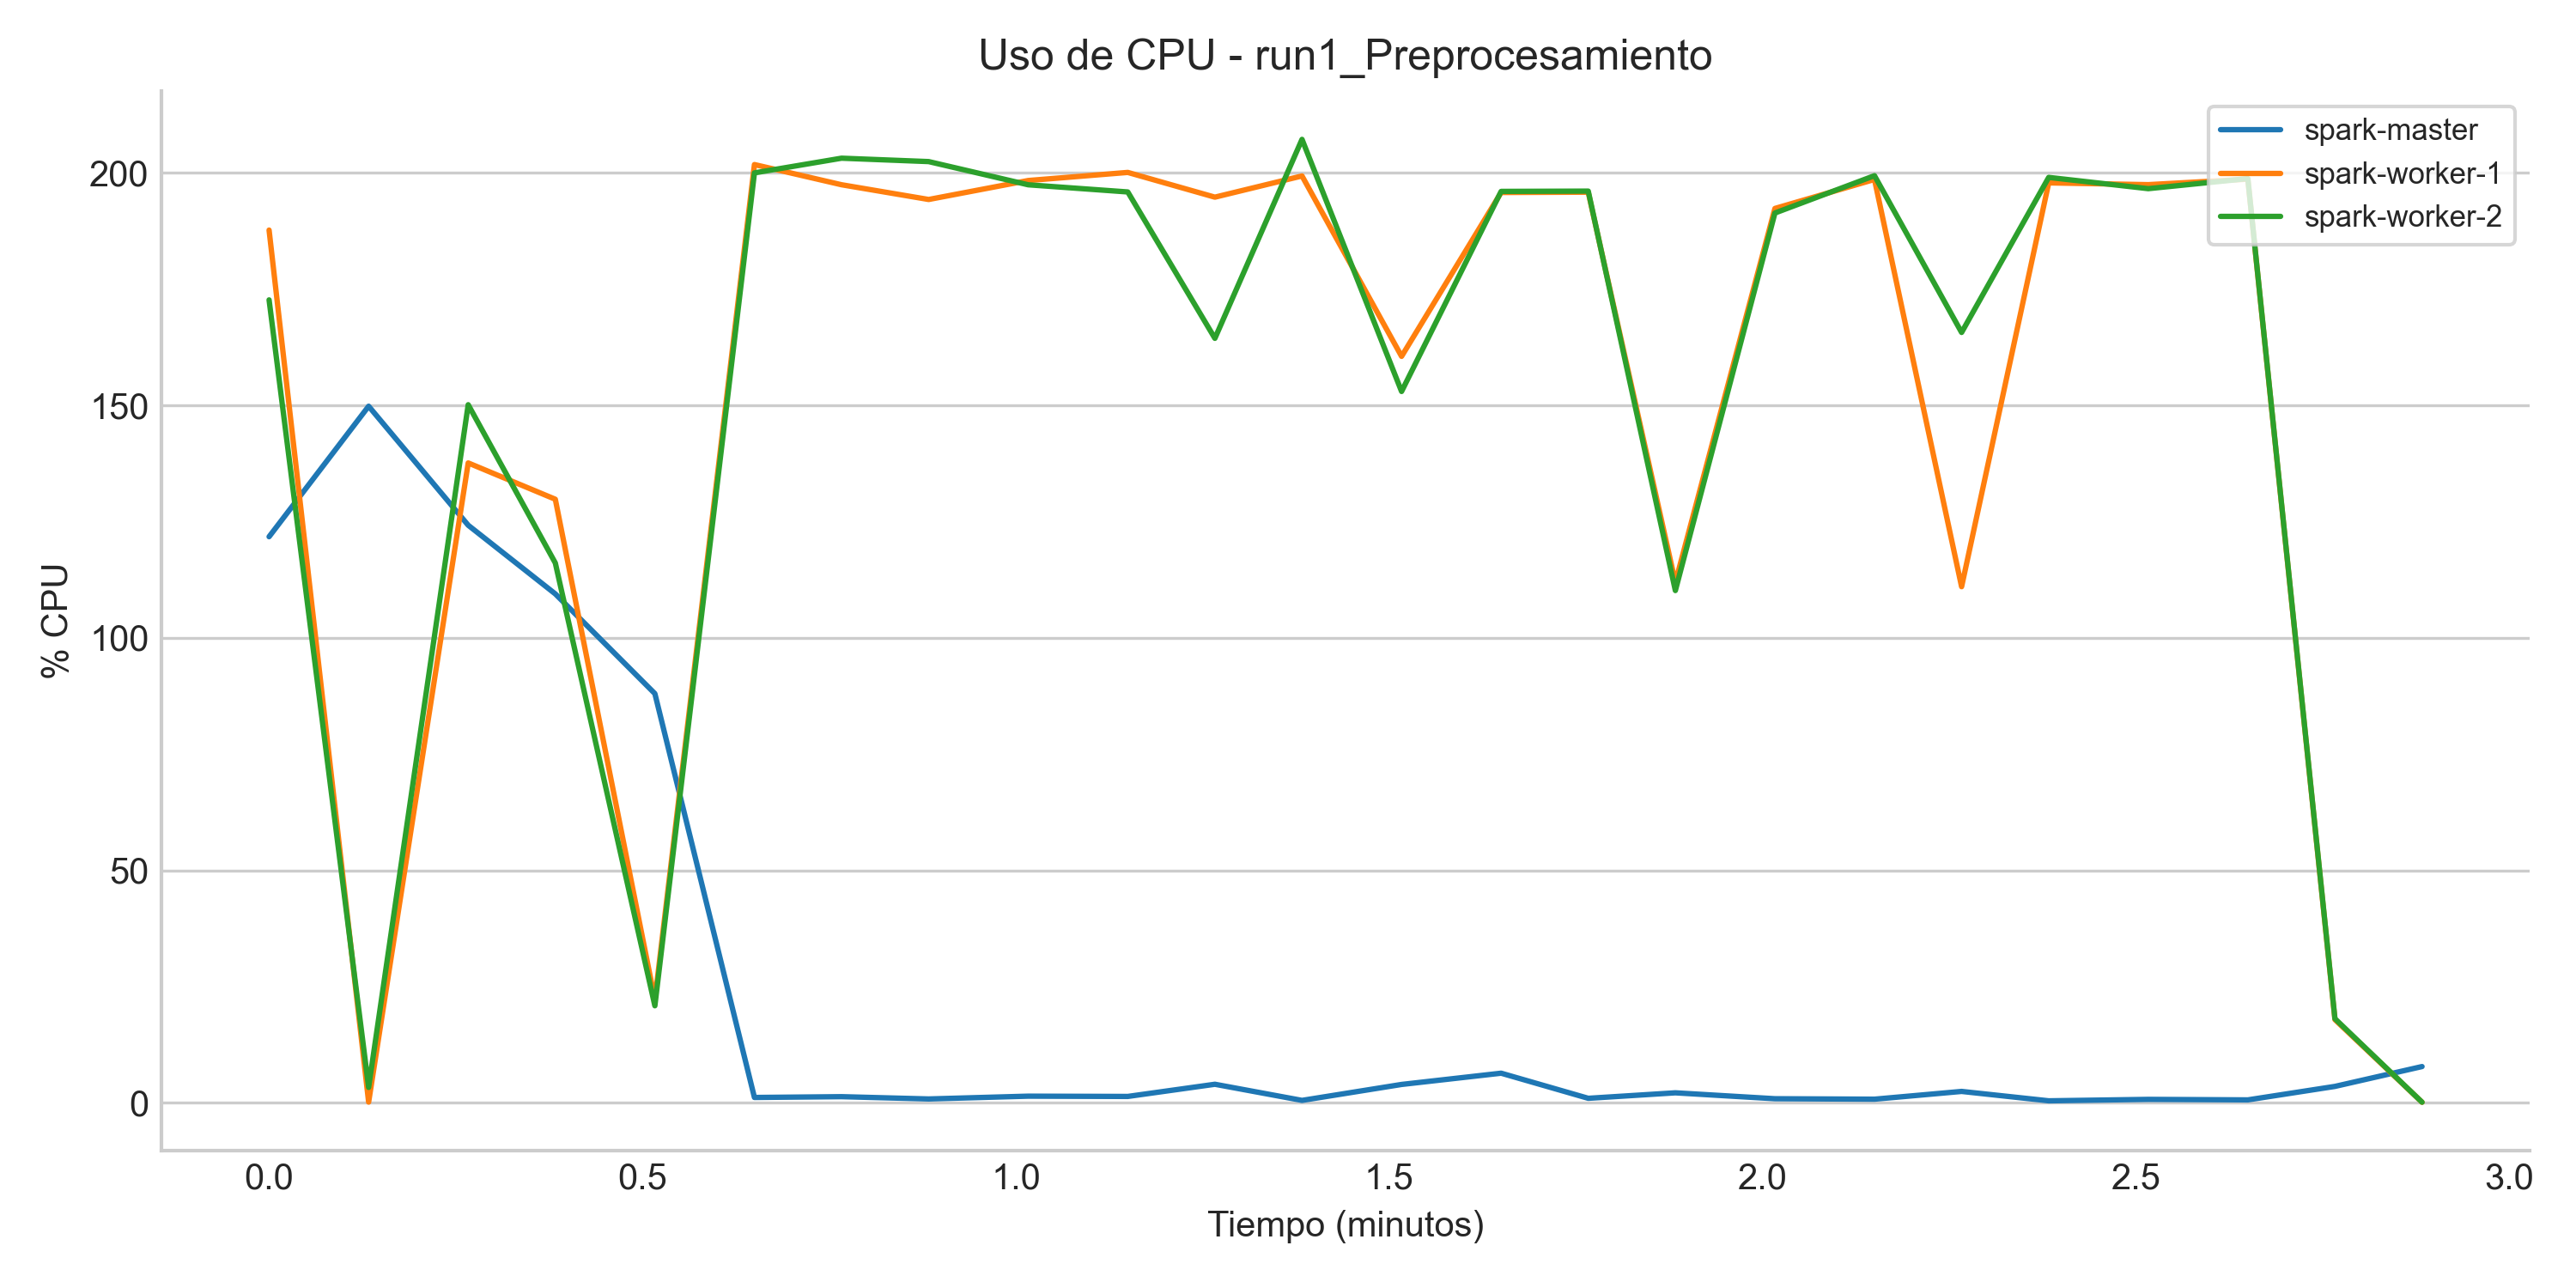 Uso de CPU - run1_Preprocesamiento
spark-master
spark-worker-1
spark-worker-2
200
150
100
50
0
% CPU
0.0 0.5 1.0 1.5 2.0 2.5 3.0
Tiempo (minutos)